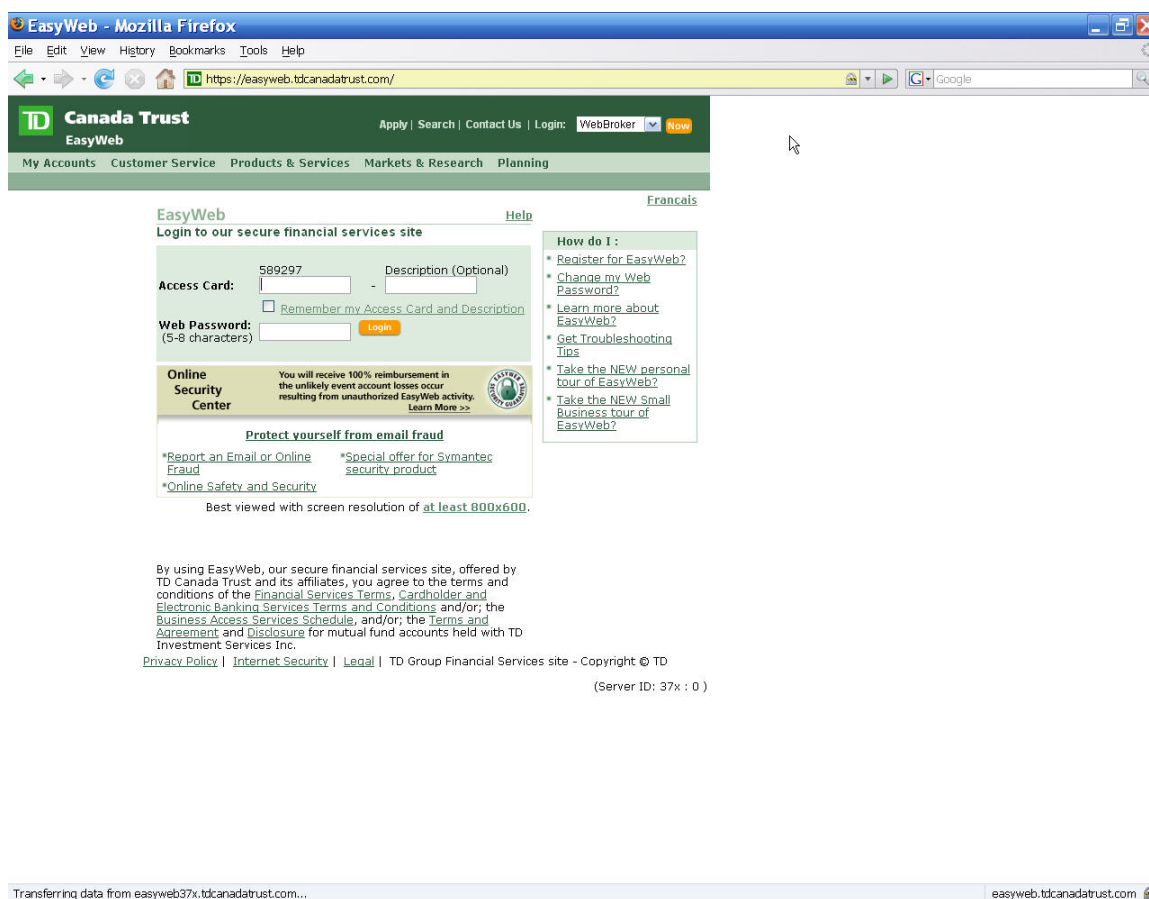 EasyWeb - Mozilla Firefox
File Edit View History Bookmarks Tools Help
https://easyweb.tdcanadatrust.com/
Google
TD Canada Trust
EasyWeb
Apply | Search | Contact Us | Login: WebBroker Now
My Accounts Customer Service Products & Services Markets & Research Planning
Français
EasyWeb Help
Login to our secure financial services site
589297 Description (Optional)
Access Card: -
Remember my Access Card and Description
Web Password: Login
(5-8 characters)
Online
Security
Center
You will receive 100% reimbursement in
the unlikely event account losses occur
resulting from unauthorized EasyWeb activity.
Learn More >>
Protect yourself from email fraud
*Report an Email or Online
Fraud
*Special offer for Symantec
security product
*Online Safety and Security
Best viewed with screen resolution of at least 800x600.
How do I :
* Register for EasyWeb?
* Change my Web
Password?
* Learn more about
EasyWeb?
* Get Troubleshooting
Tips
* Take the NEW personal
tour of EasyWeb?
* Take the NEW Small
Business tour of
EasyWeb?
By using EasyWeb, our secure financial services site, offered by
TD Canada Trust and its affiliates, you agree to the terms and
conditions of the Financial Services Terms, Cardholder and
Electronic Banking Services Terms and Conditions and/or; the
Business Access Services Schedule, and/or; the Terms and
Agreement and Disclosure for mutual fund accounts held with TD
Investment Services Inc.
Privacy Policy | Internet Security | Legal | TD Group Financial Services site - Copyright © TD
(Server ID: 37x : 0 )
Transferring data from easyweb37x.tdcanadatrust.com...
easyweb.tdcanadatrust.com